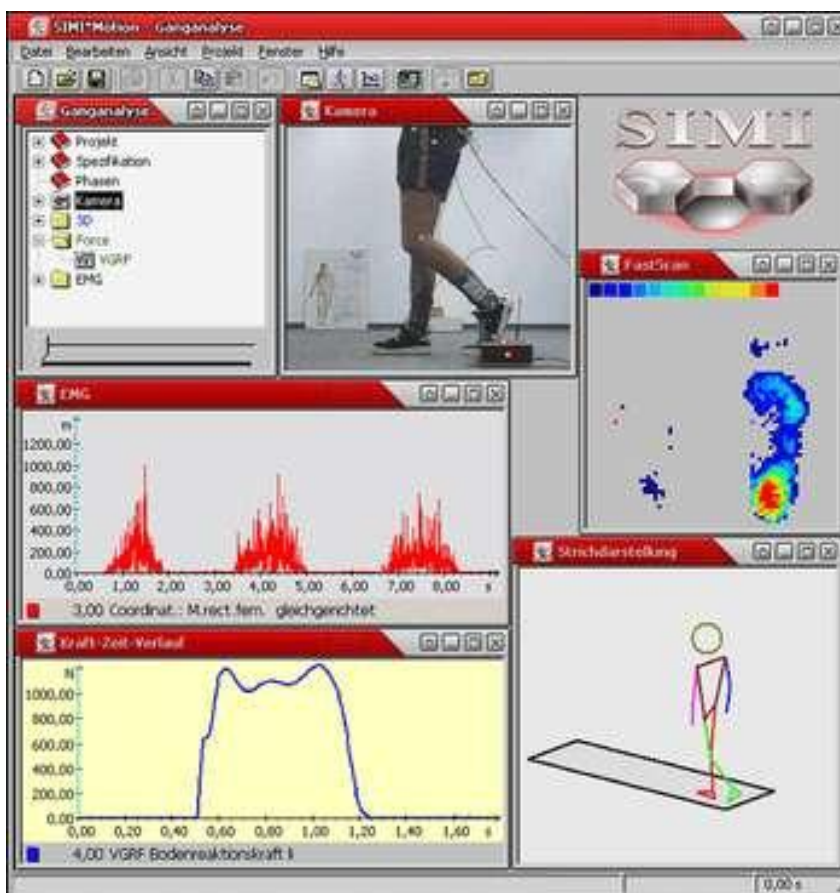 SIMI°Motion - Ganganalyse
Datei Bearbeiten Ansicht Projekt Fenster Hilfe
Ganganalyse
Projekt
Spezifikation
Phasen
Kamera
3D
Force
VGRF
EMG
Kamera
SIMI
FastScan
EMG
m
1200,00
1000,00
800,00
600,00
400,00
200,00
0,00
0,00 1,00 2,00 3,00 4,00 5,00 6,00 7,00 8,00 s
3,00 Coordinat.: M.rect.fem. gleichgerichtet
Kraft-Zeit-Verlauf
N
1000,00
800,00
600,00
400,00
200,00
0,00
0,00 0,20 0,40 0,60 0,80 1,00 1,20 1,40 1,60 s
4,00 VGRF Bodenreaktionskraft li
Strichdarstellung
0,00 s